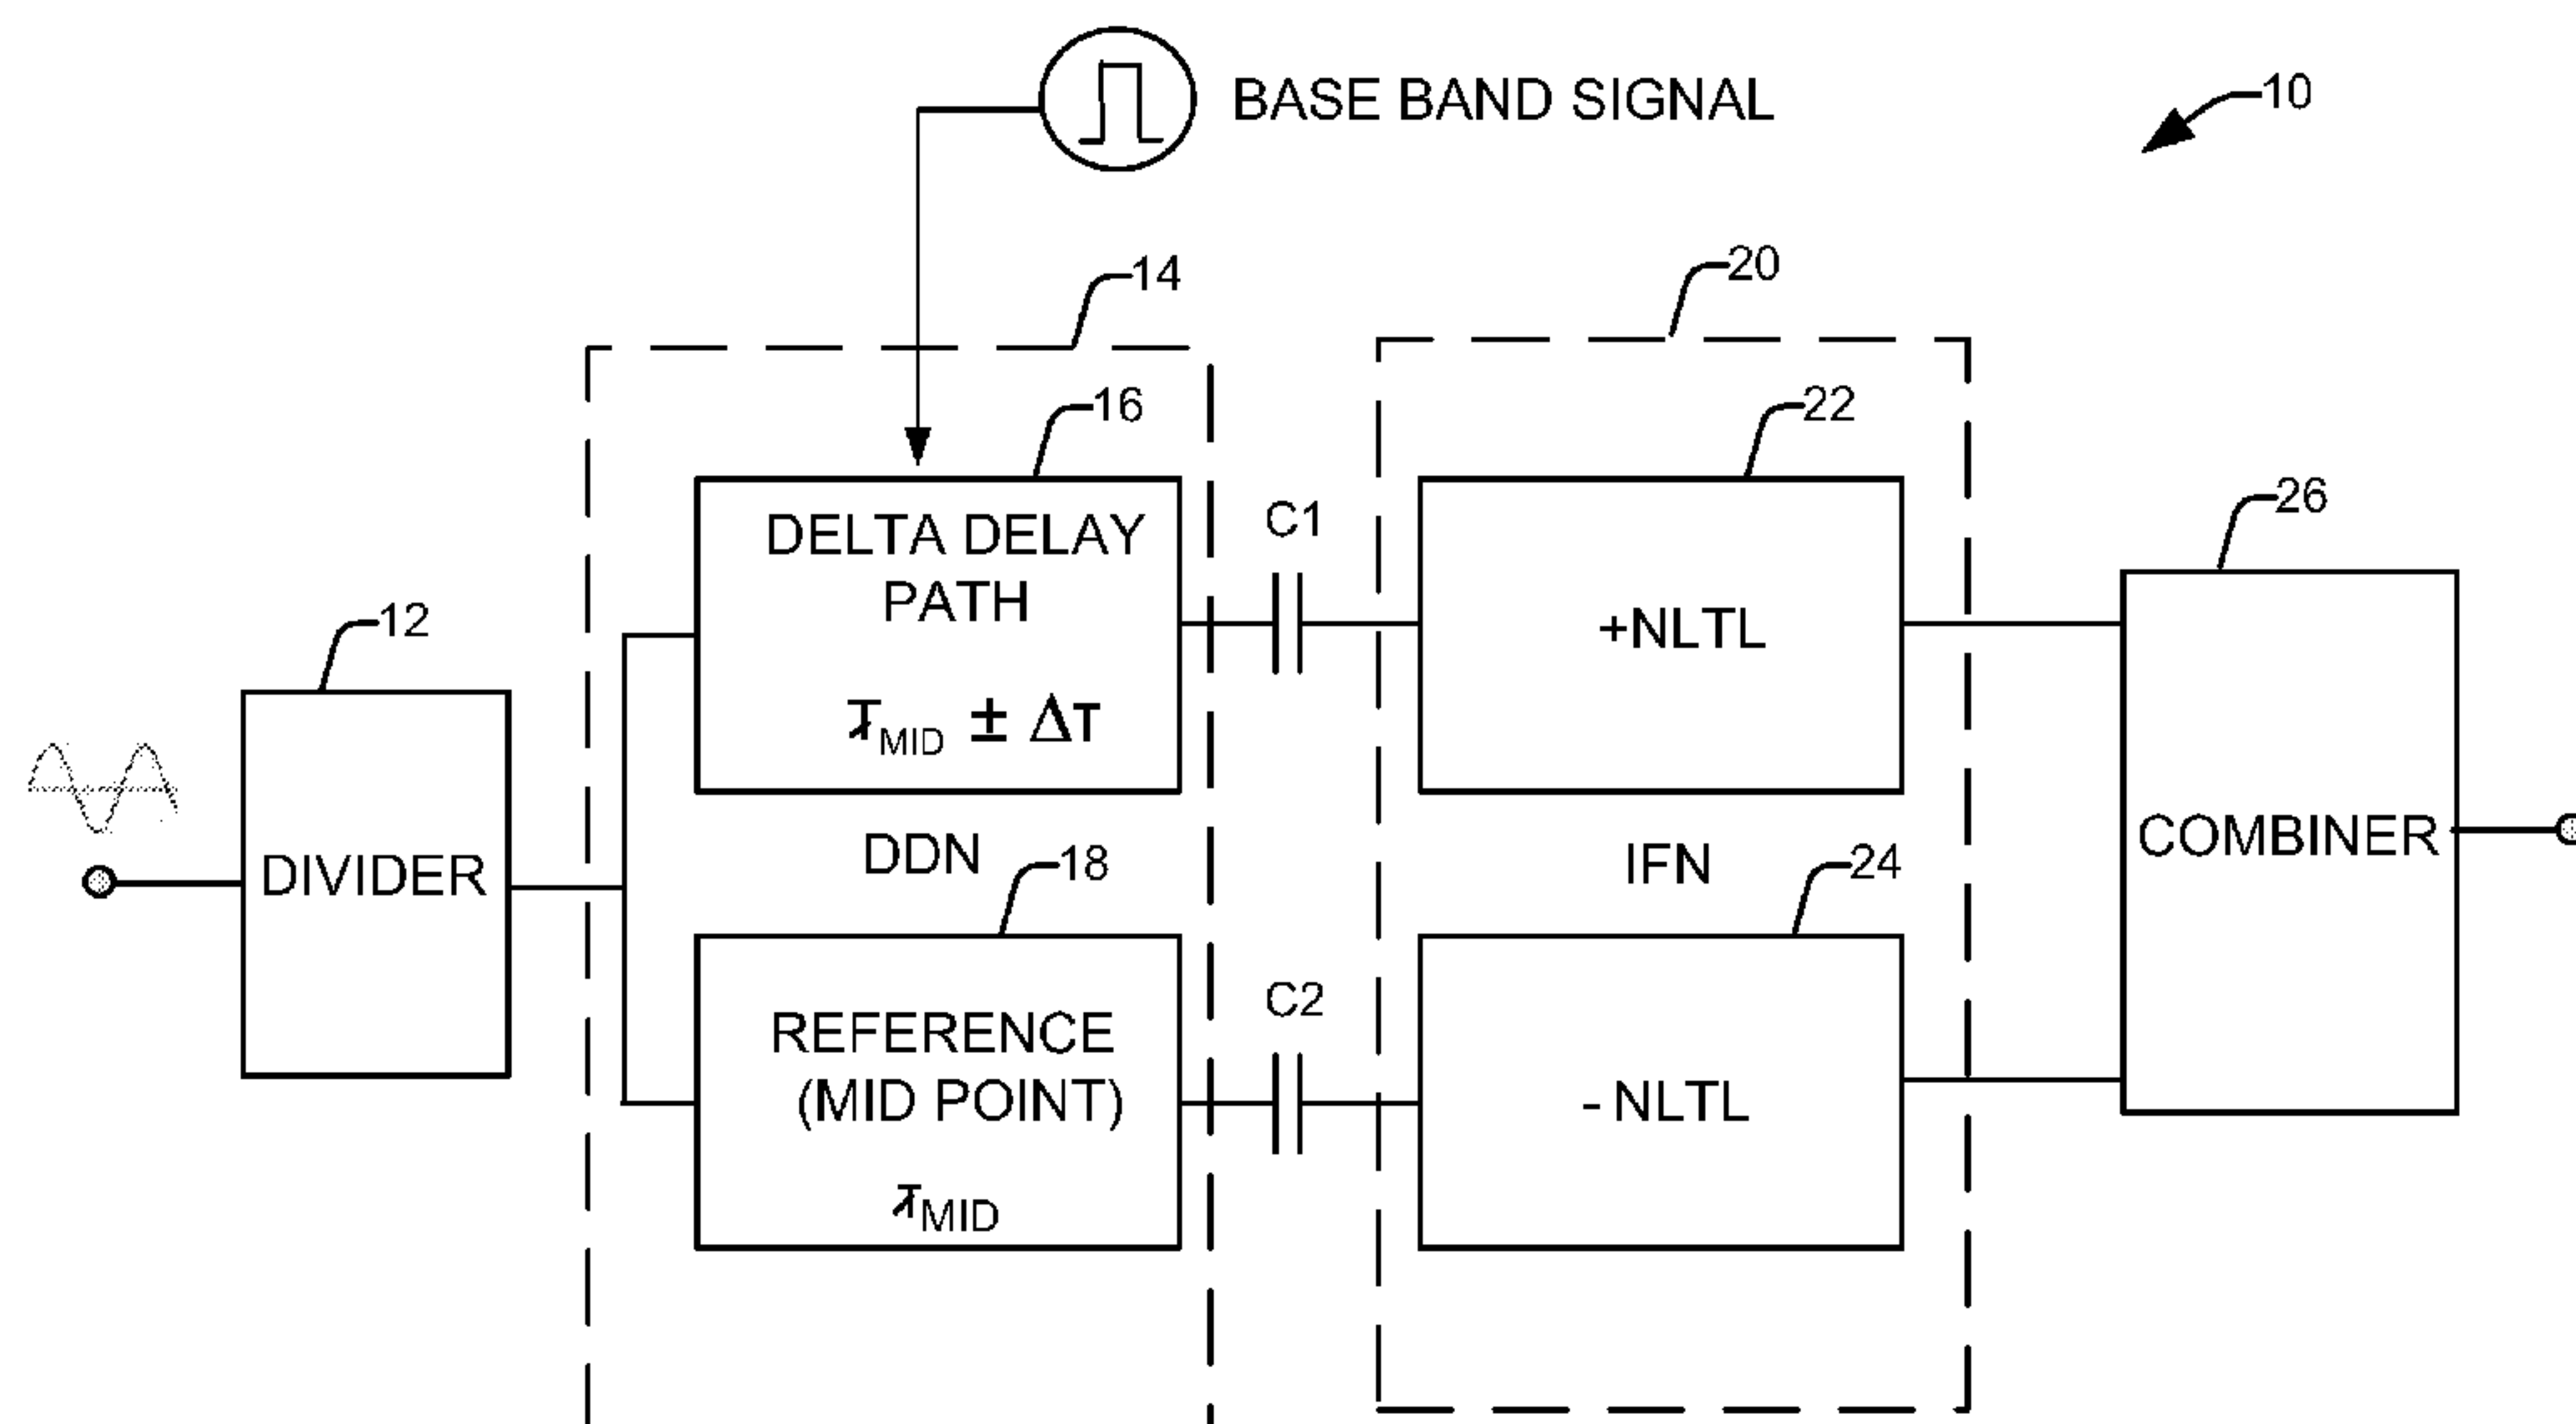 BASE BAND SIGNAL
10
14
20
16
22
C1
26
12
DELTA DELAY
PATH
τMID ± Δτ
+NLTL
DIVIDER
DDN
18
IFN
24
COMBINER
C2
REFERENCE
(MID POINT)
τMID
- NLTL